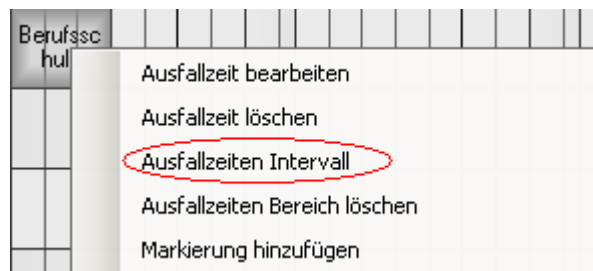 Berufssc
hul
Ausfallzeit bearbeiten
Ausfallzeit löschen
Ausfallzeiten Intervall
Ausfallzeiten Bereich löschen
Markierung hinzufügen